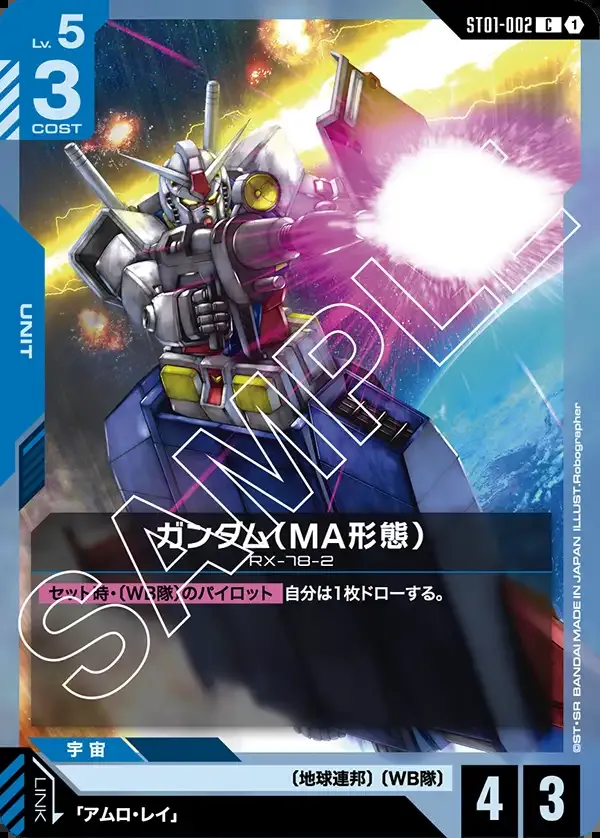 Lv. 5
3
COST
ST01-002 C 1
UNIT
SAMPLE
ガンダム(MA形態)
RX-78-2
セット時・〔WB隊〕のパイロット 自分は1枚ドローする。
宇宙
〔地球連邦〕〔WB隊〕
LINK
「アムロ・レイ」
4 3
©ST・SR BANDAI MADE IN JAPAN ILLUST.Robographer